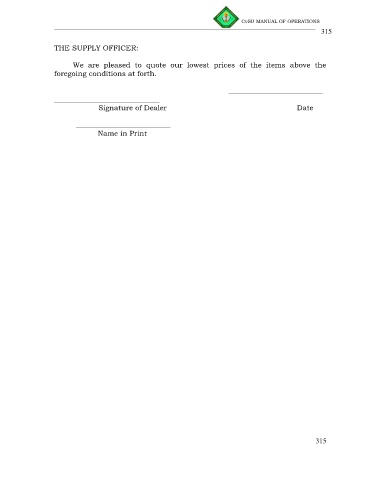 CGSU MANUAL OF OPERATIONS
315
THE SUPPLY OFFICER:
We are pleased to quote our lowest prices of the items above the
foregoing conditions at forth.
Signature of Dealer Date
Name in Print
315